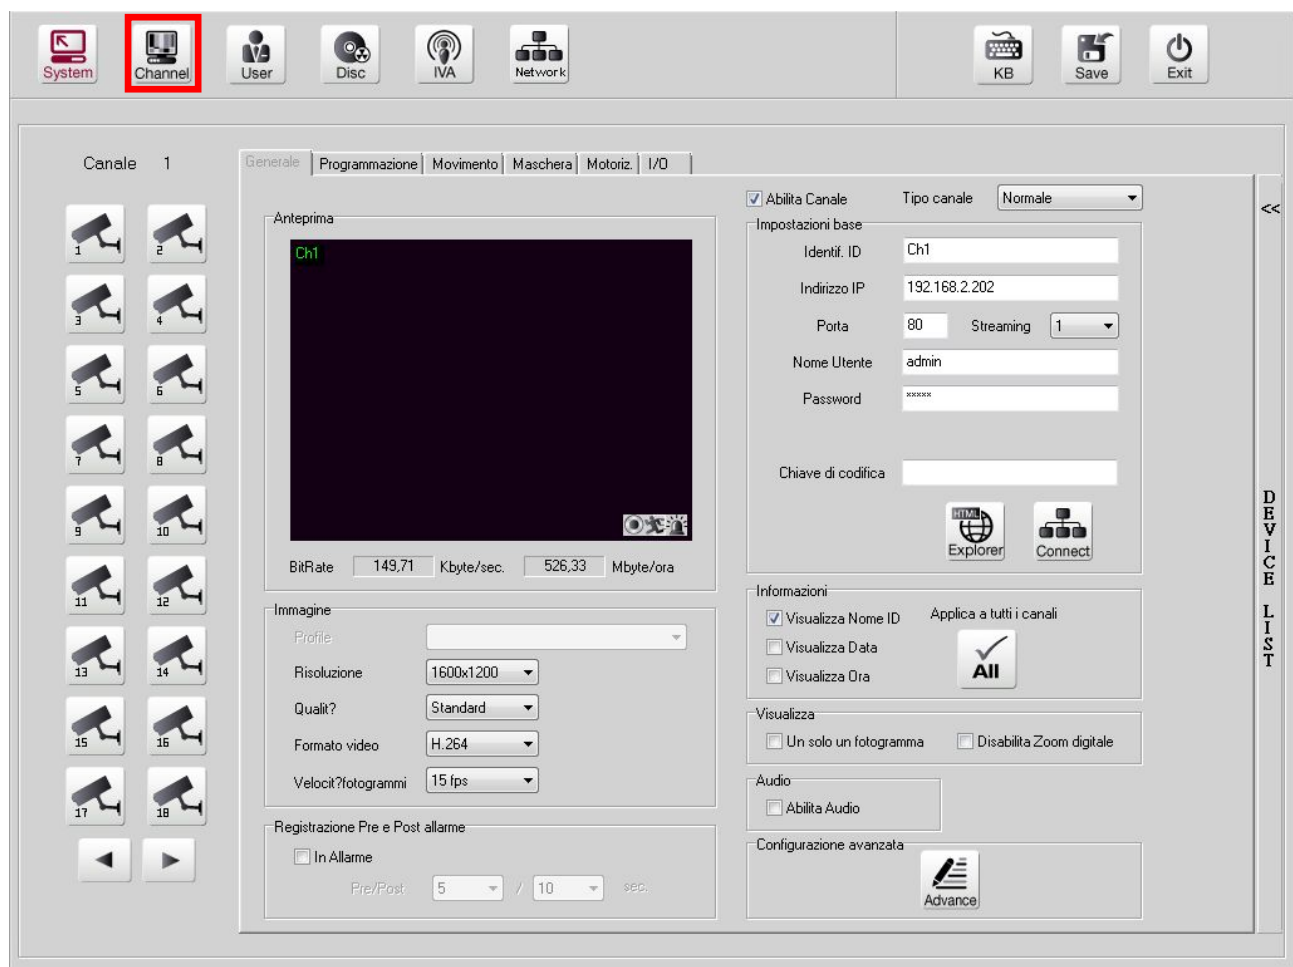 System Channel User Disc IVA Network KB Save Exit
Canale 1
Generale Programmazione Movimento Maschera Motoriz. I/O
Abilita Canale Tipo canale Normale
<<
Anteprima
Ch1
BitRate 149,71 Kbyte/sec. 526,33 Mbyte/ora
Impostazioni base
Identif. ID Ch1
Indirizzo IP 192.168.2.202
Porta 80 Streaming 1
Nome Utente admin
Password xxxxx
Chiave di codifica
HTML
Explorer Connect
1 2
3 4
5 6
7 8
9 10
11 12
13 14
15 16
17 18
Immagine
Profile
Risoluzione 1600x1200
Qualit? Standard
Formato video H.264
Velocit?fotogrammi 15 fps
Registrazione Pre e Post allarme
In Allarme
Pre/Post 5 / 10 sec.
Informazioni
Visualizza Nome ID Applica a tutti i canali
Visualizza Data
Visualizza Ora
All
Visualizza
Un solo un fotogramma Disabilita Zoom digitale
Audio
Abilita Audio
Configurazione avanzata
Advance
DEVICE LIST